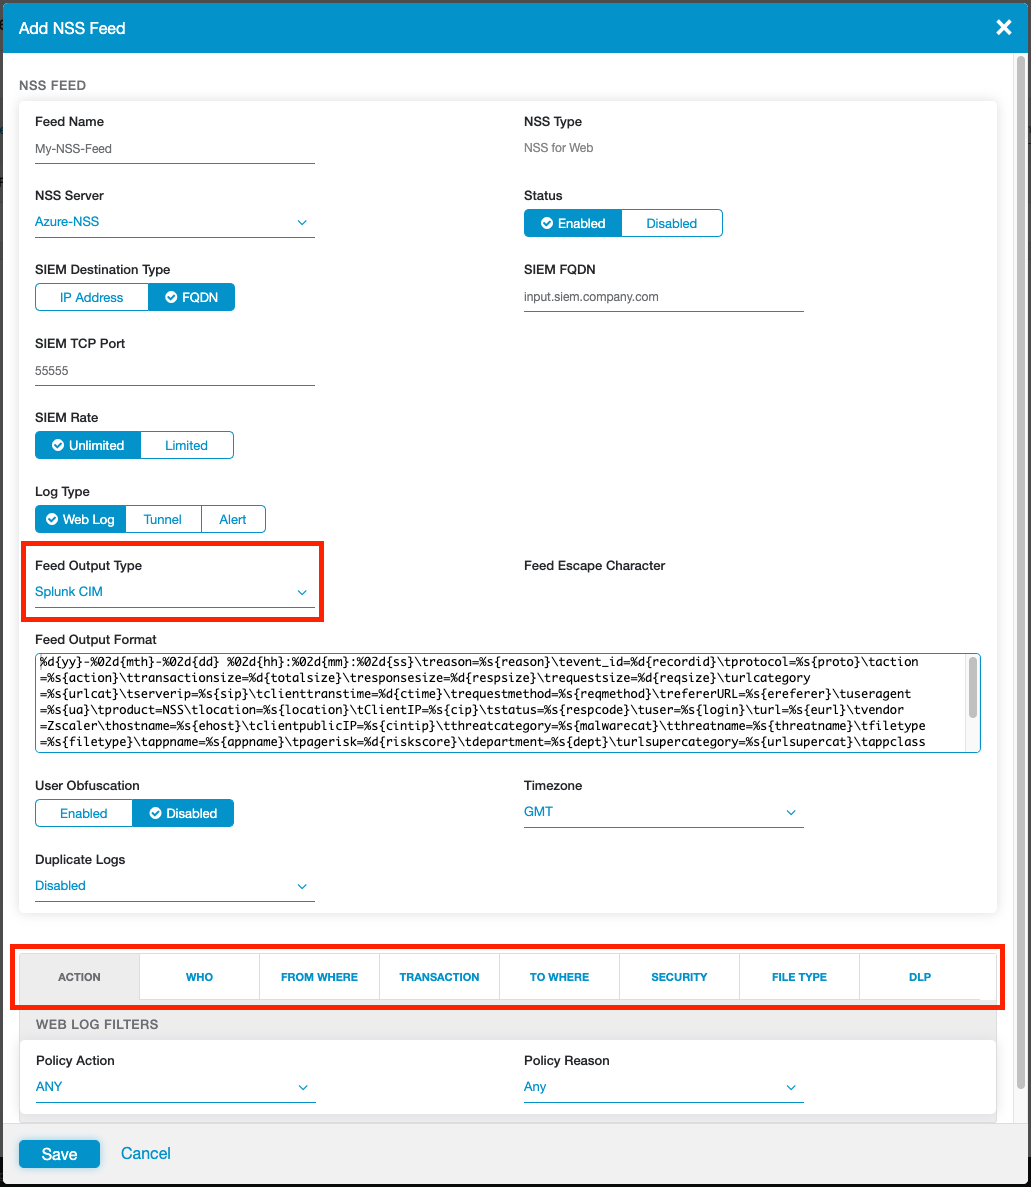 Add NSS Feed
NSS FEED
Feed Name
NSS Type
My-NSS-Feed
NSS for Web
NSS Server
Status
Azure-NSS
Enabled Disabled
SIEM Destination Type
SIEM FQDN
IP Address FQDN
input.siem.company.com
SIEM TCP Port
55555
SIEM Rate
Unlimited Limited
Log Type
Web Log Tunnel Alert
Feed Output Type
Feed Escape Character
Splunk CIM
Feed Output Format
%d{yy}-%02d{mth}-%02d{dd} %02d{hh}:%02d{mm}:%02d{ss}\treason=%s{reason}\tevent_id=%d{recordid}\tprotocol=%s{proto}\taction
=%s{action}\ttransactionsize=%d{totalsize}\tresponsesize=%d{respsize}\trequestsize=%d{reqsize}\turlcategory
=%s{urlcat}\tserverip=%s{sip}\tclienttranstime=%d{ctime}\trequestmethod=%s{reqmethod}\trefererURL=%s{ereferer}\tuseragent
=%s{ua}\tproduct=NSS\tlocation=%s{location}\tClientIP=%s{cip}\tstatus=%s{respcode}\tuser=%s{login}\turl=%s{eurl}\tvendor
=Zscaler\thostname=%s{ehost}\tclientpublicIP=%s{cintip}\tthreatcategory=%s{malwarecat}\tthreatname=%s{threatname}\tfiletype
=%s{filetype}\tappname=%s{appname}\tpagerisk=%d{riskscore}\tdepartment=%s{dept}\turlsupercategory=%s{urlsupercat}\tappclass
User Obfuscation
Timezone
Enabled Disabled
GMT
Duplicate Logs
Disabled
ACTION WHO FROM WHERE TRANSACTION TO WHERE SECURITY FILE TYPE DLP
WEB LOG FILTERS
Policy Action
Policy Reason
ANY
Any
Save Cancel